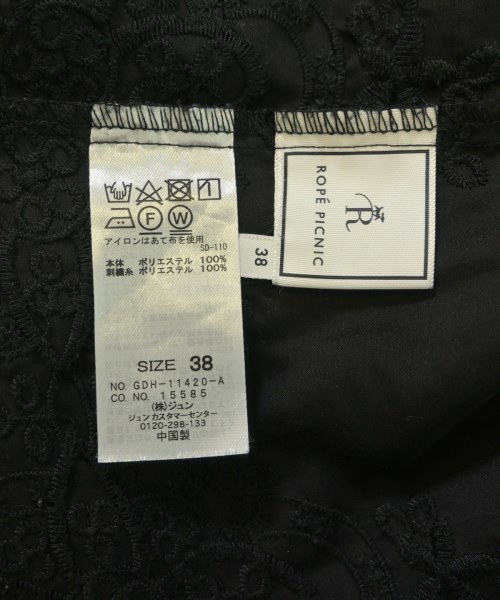 アイロンはあて布を使用
SD-110
本体 ポリエステル 100%
刺繍糸 ポリエステル 100%
SIZE 38
NO. GDH-11420-A
CO. NO. 15585
(株)ジュン
ジュンカスタマーセンター
0120-298-133
中国製
38
ROPÉ PICNIC
R
F
W